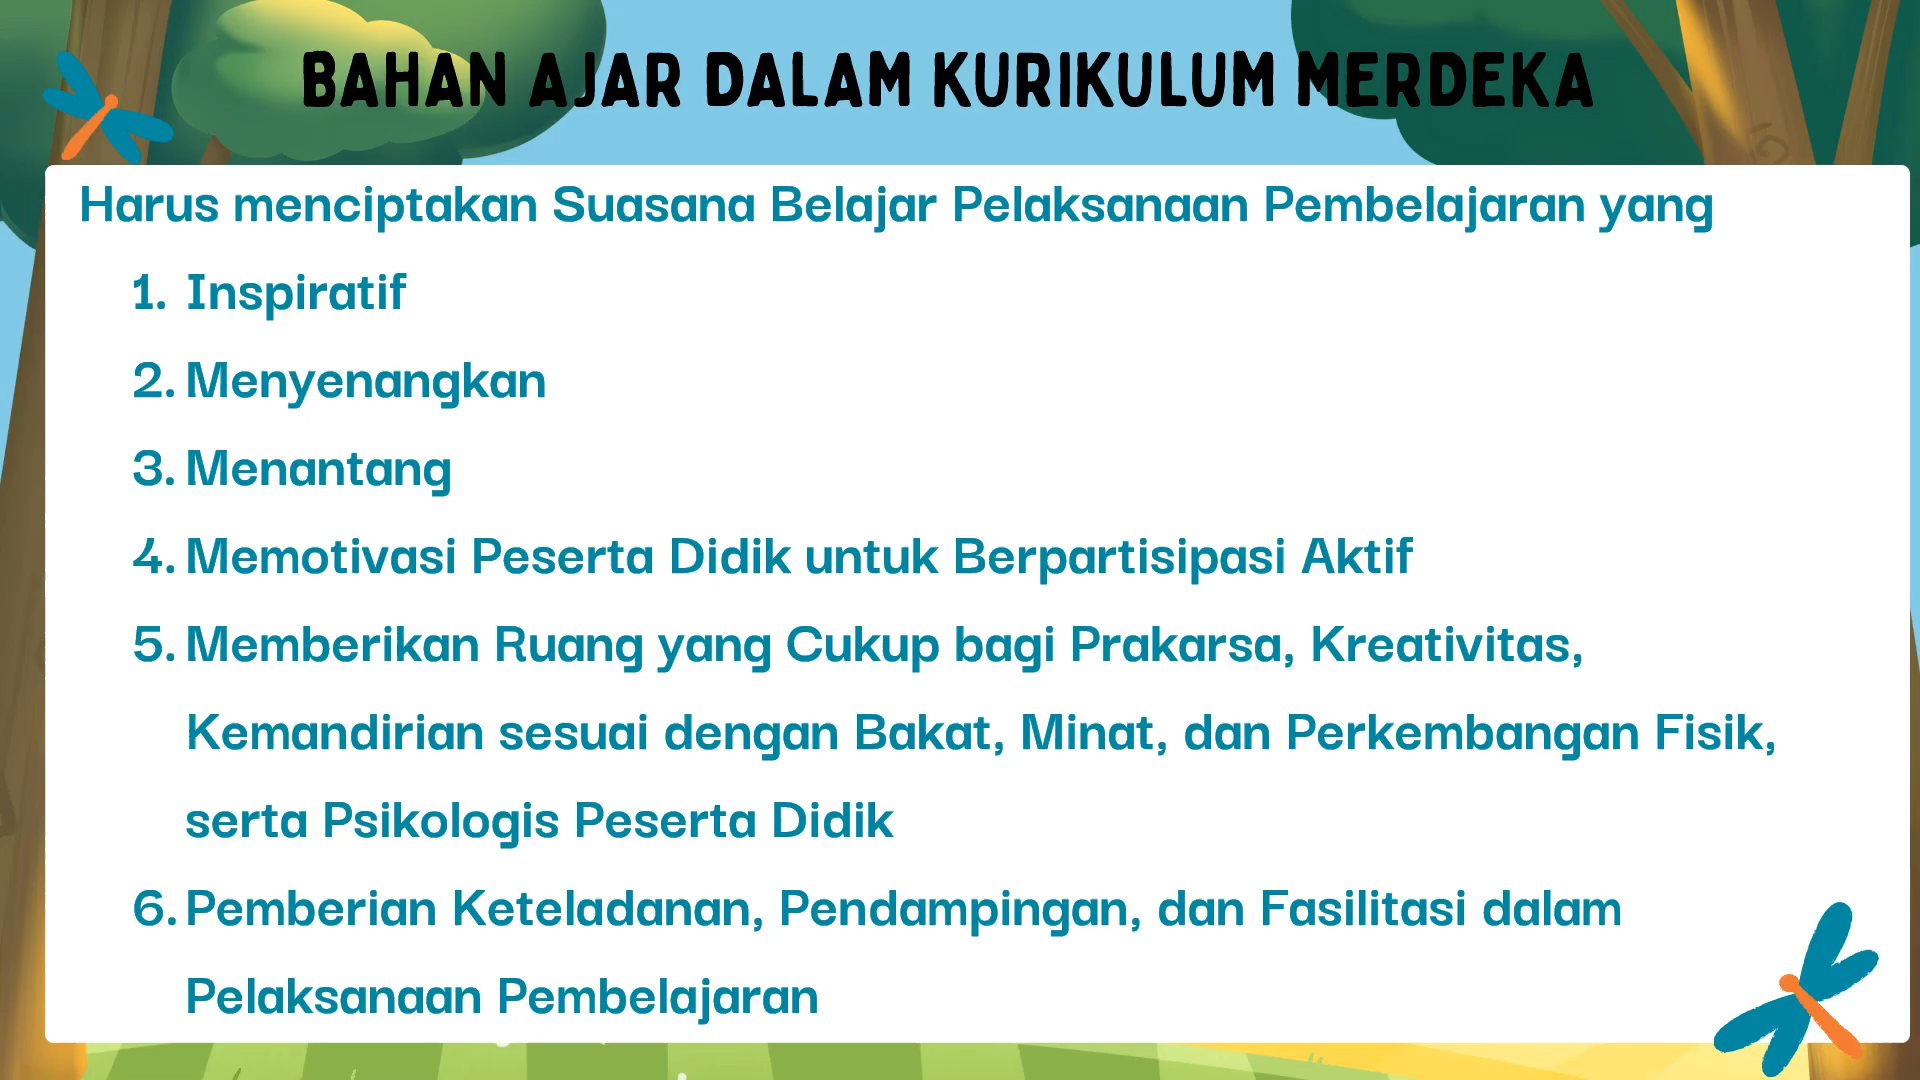 BAHAN AJAR DALAM KURIKULUM MERDEKA
Harus menciptakan Suasana Belajar Pelaksanaan Pembelajaran yang
1. Inspiratif
2. Menyenangkan
3. Menantang
4. Memotivasi Peserta Didik untuk Berpartisipasi Aktif
5. Memberikan Ruang yang Cukup bagi Prakarsa, Kreativitas,
Kemandirian sesuai dengan Bakat, Minat, dan Perkembangan Fisik,
serta Psikologis Peserta Didik
6. Pemberian Keteladanan, Pendampingan, dan Fasilitasi dalam
Pelaksanaan Pembelajaran